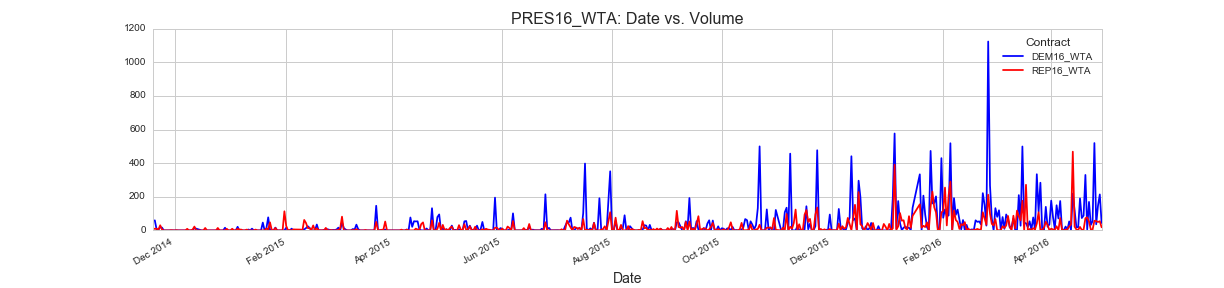 PRES16_WTA: Date vs. Volume
1200
1000
800
600
400
200
0
Contract
DEM16_WTA
REP16_WTA
Dec 2014
Feb 2015
Apr 2015
Jun 2015
Aug 2015
Oct 2015
Dec 2015
Feb 2016
Apr 2016
Date